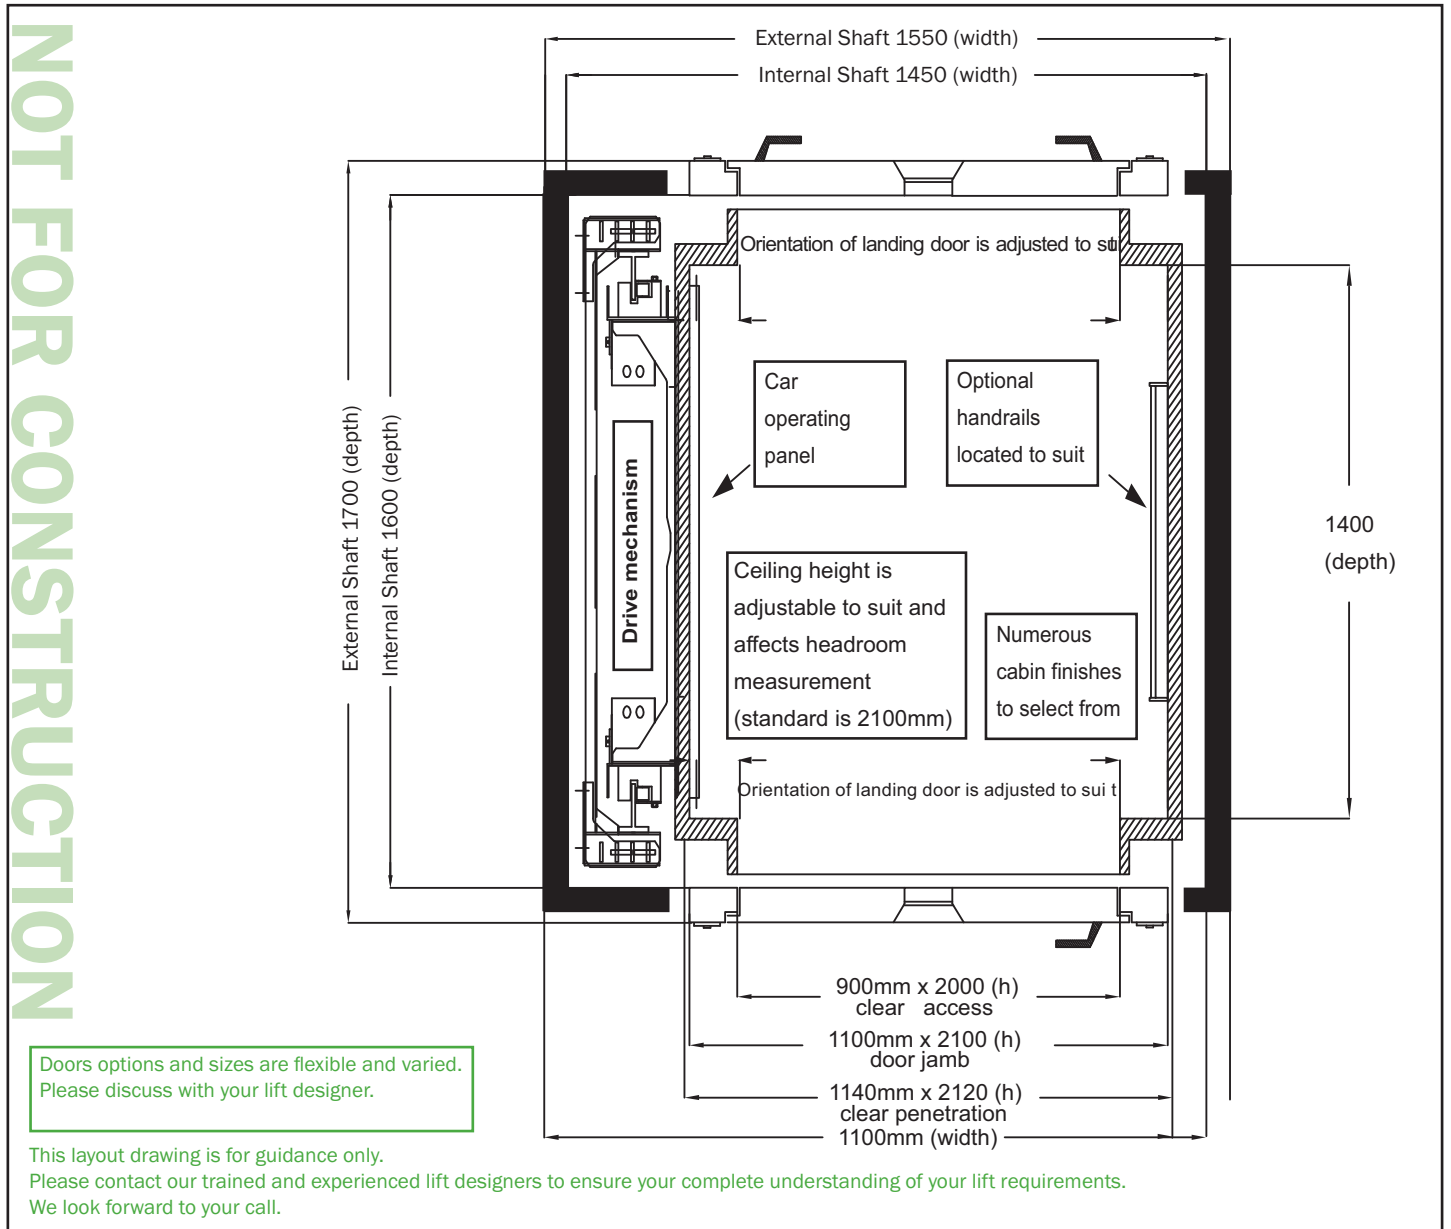 NOT FOR CONSTRUCTION
External Shaft 1550 (width)
Internal Shaft 1450 (width)
Orientation of landing door is adjusted to suit
External Shaft 1700 (depth)
Internal Shaft 1600 (depth)
Drive mechanism
Car
operating
panel
Optional
handrails
located to suit
1400
(depth)
Ceiling height is
adjustable to suit and
affects headroom
measurement
(standard is 2100mm)
Numerous
cabin finishes
to select from
Orientation of landing door is adjusted to sui t
900mm x 2000 (h)
clear access
1100mm x 2100 (h)
door jamb
1140mm x 2120 (h)
clear penetration
1100mm (width)
Doors options and sizes are flexible and varied.
Please discuss with your lift designer.
This layout drawing is for guidance only.
Please contact our trained and experienced lift designers to ensure your complete understanding of your lift requirements.
We look forward to your call.